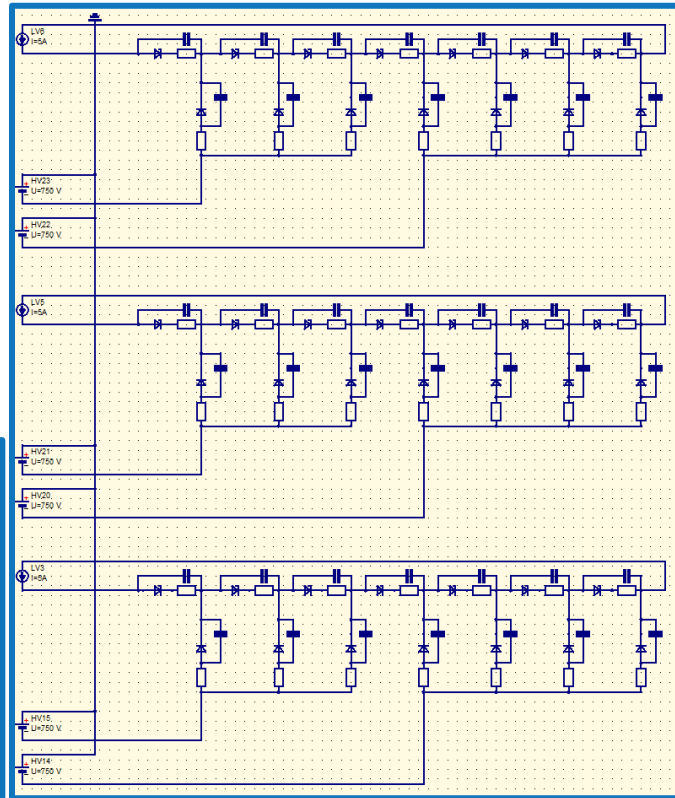 LV6
I=5A
HV23
U=750 V
HV22
U=750 V
LV5
I=5A
HV21
U=750 V
HV20
U=750 V
LV3
I=5A
HV15
U=750 V
HV14
U=750 V